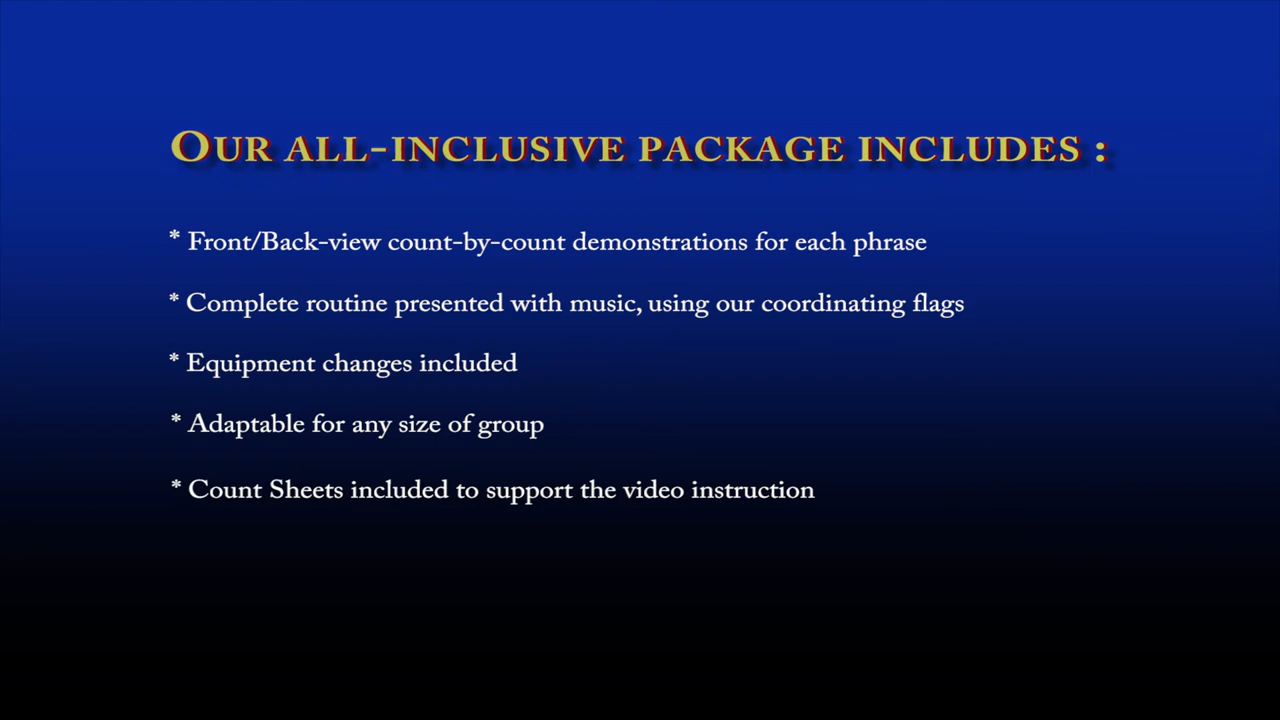 Our all-inclusive package includes :
* Front/Back-view count-by-count demonstrations for each phrase
* Complete routine presented with music, using our coordinating flags
* Equipment changes included
* Adaptable for any size of group
* Count Sheets included to support the video instruction